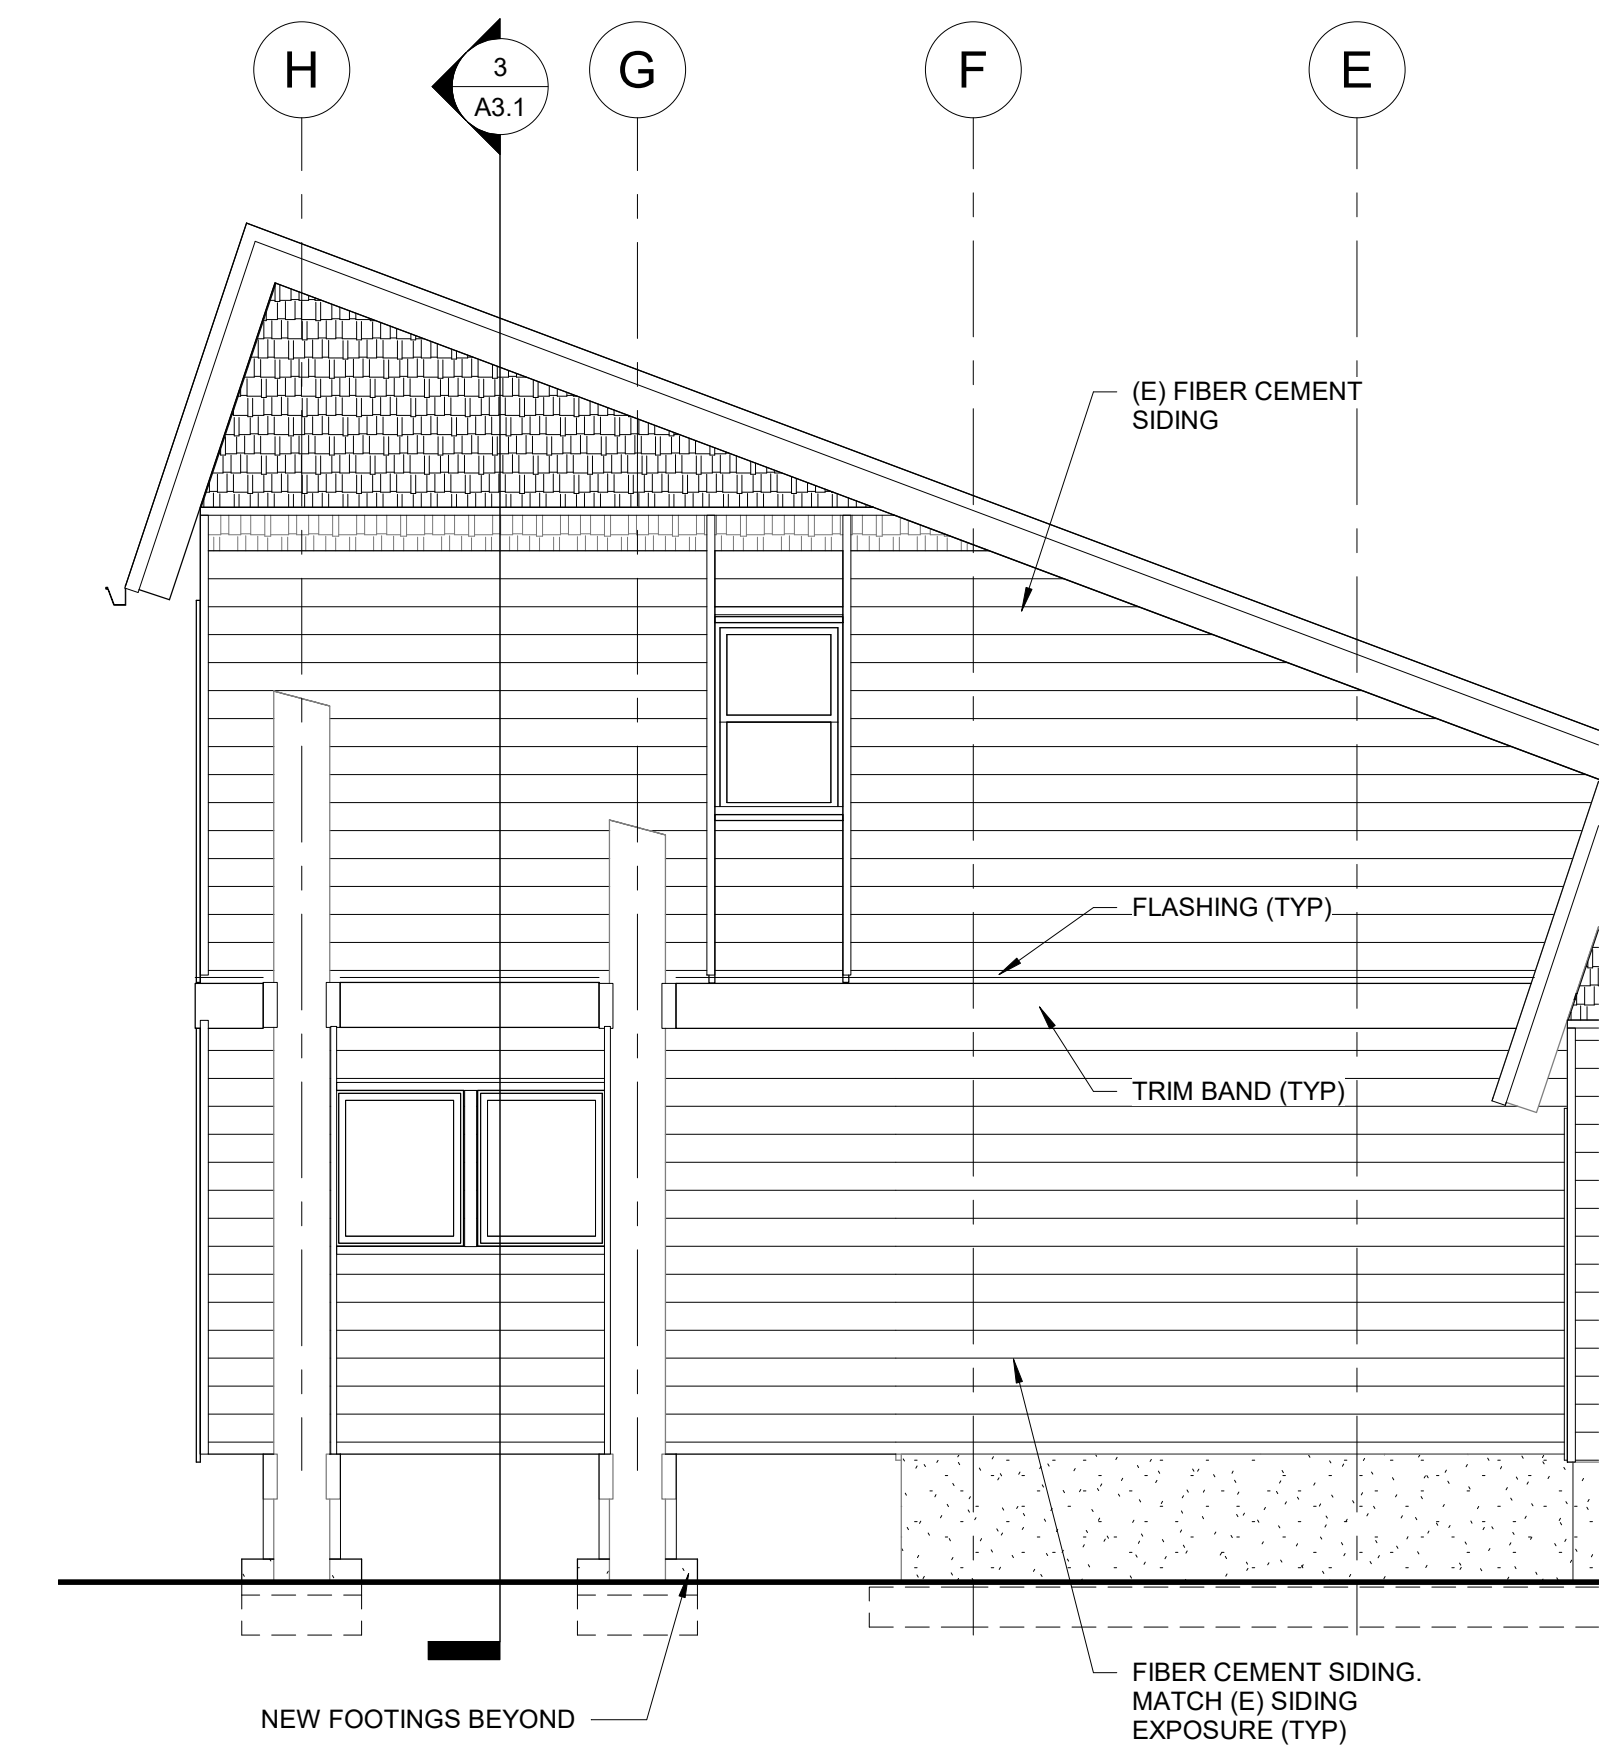 H
3
A3.1
G
F
E
(E) FIBER CEMENT
SIDING
FLASHING (TYP)
TRIM BAND (TYP)
FIBER CEMENT SIDING.
MATCH (E) SIDING
EXPOSURE (TYP)
NEW FOOTINGS BEYOND